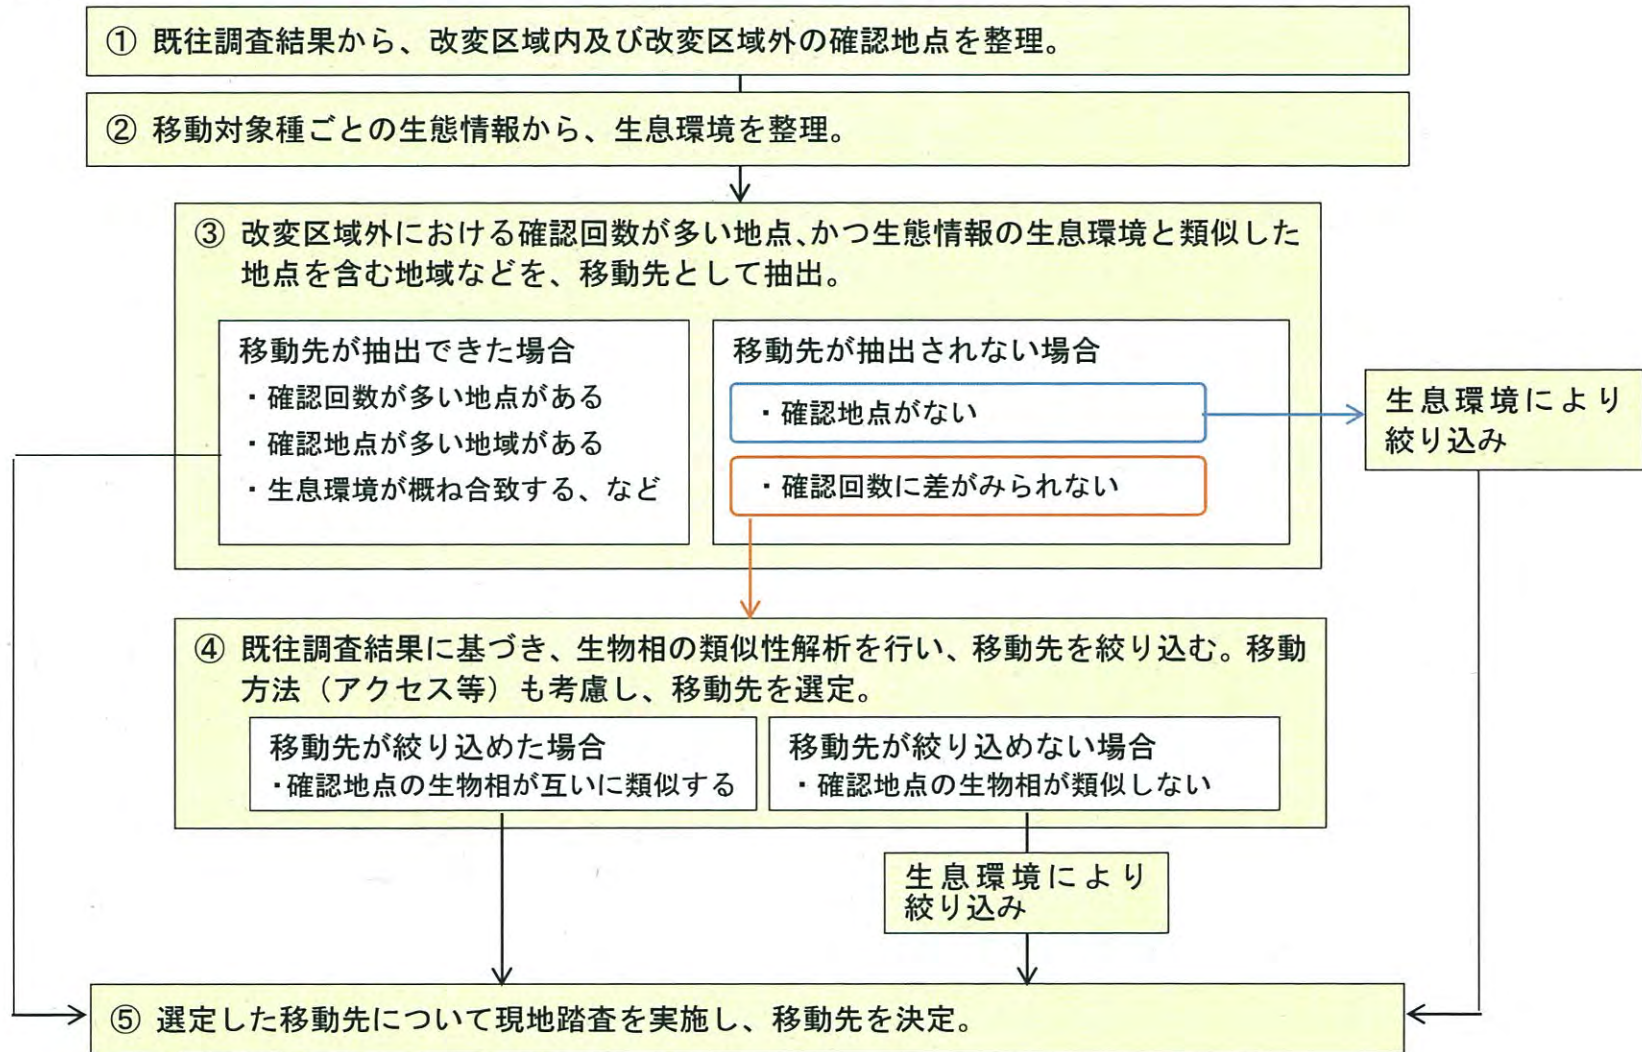 ① 既往調査結果から、改変区域内及び改変区域外の確認地点を整理。
② 移動対象種ごとの生態情報から、生息環境を整理。
③ 改変区域外における確認回数が多い地点、かつ生態情報の生息環境と類似した
地点を含む地域などを、移動先として抽出。
移動先が抽出できた場合
・確認回数が多い地点がある
・確認地点が多い地域がある
・生息環境が概ね合致する、など
移動先が抽出されない場合
・確認地点がない
・確認回数に差がみられない
生息環境により
絞り込み
④ 既往調査結果に基づき、生物相の類似性解析を行い、移動先を絞り込む。移動
方法（アクセス等）も考慮し、移動先を選定。
移動先が絞り込めた場合
・確認地点の生物相が互いに類似する
移動先が絞り込めない場合
・確認地点の生物相が類似しない
生息環境により
絞り込み
⑤ 選定した移動先について現地踏査を実施し、移動先を決定。